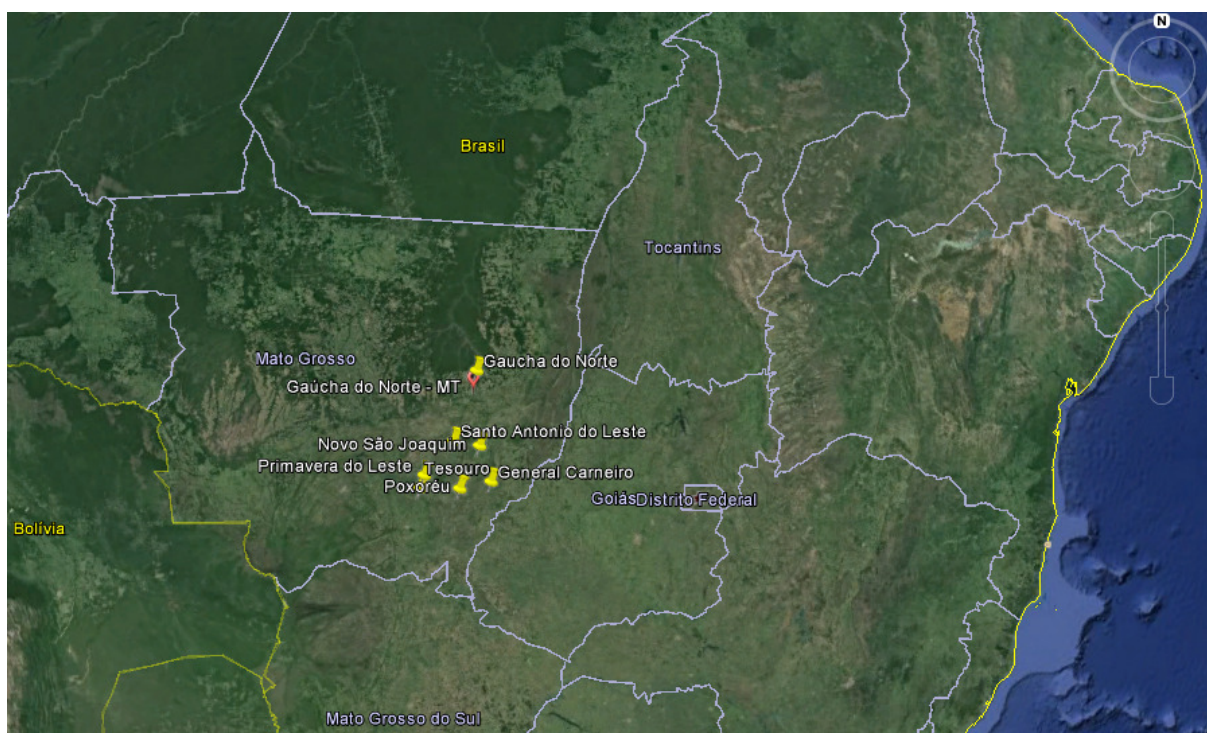 N
Brasil
Tocantins
Mato Grosso
Gaucha do Norte
Gaúcha do Norte - MT
Santo Antonio do Leste
Novo São Joaquim
Primavera do Leste
Tesouro
General Carneiro
Poxoréu
Goiás
Distrito Federal
Bolívia
Mato Grosso do Sul